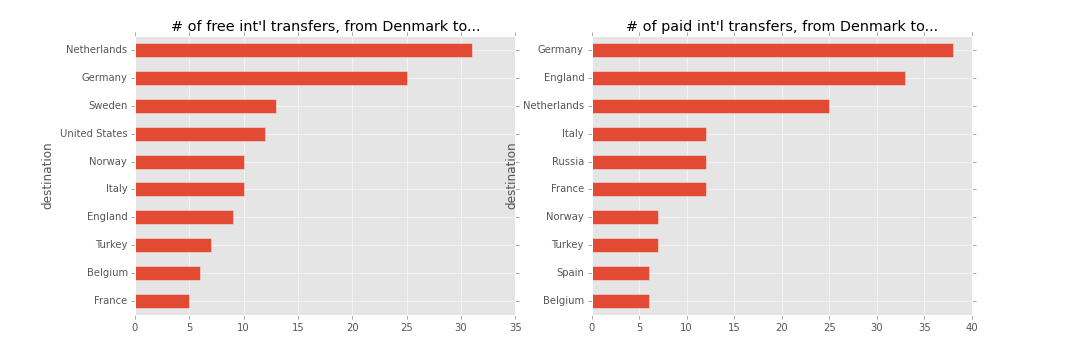 # of free int'l transfers, from Denmark to...
destination
Netherlands
Germany
Sweden
United States
Norway
Italy
England
Turkey
Belgium
France
0 5 10 15 20 25 30 35
# of paid int'l transfers, from Denmark to...
destination
Germany
England
Netherlands
Italy
Russia
France
Norway
Turkey
Spain
Belgium
0 5 10 15 20 25 30 35 40